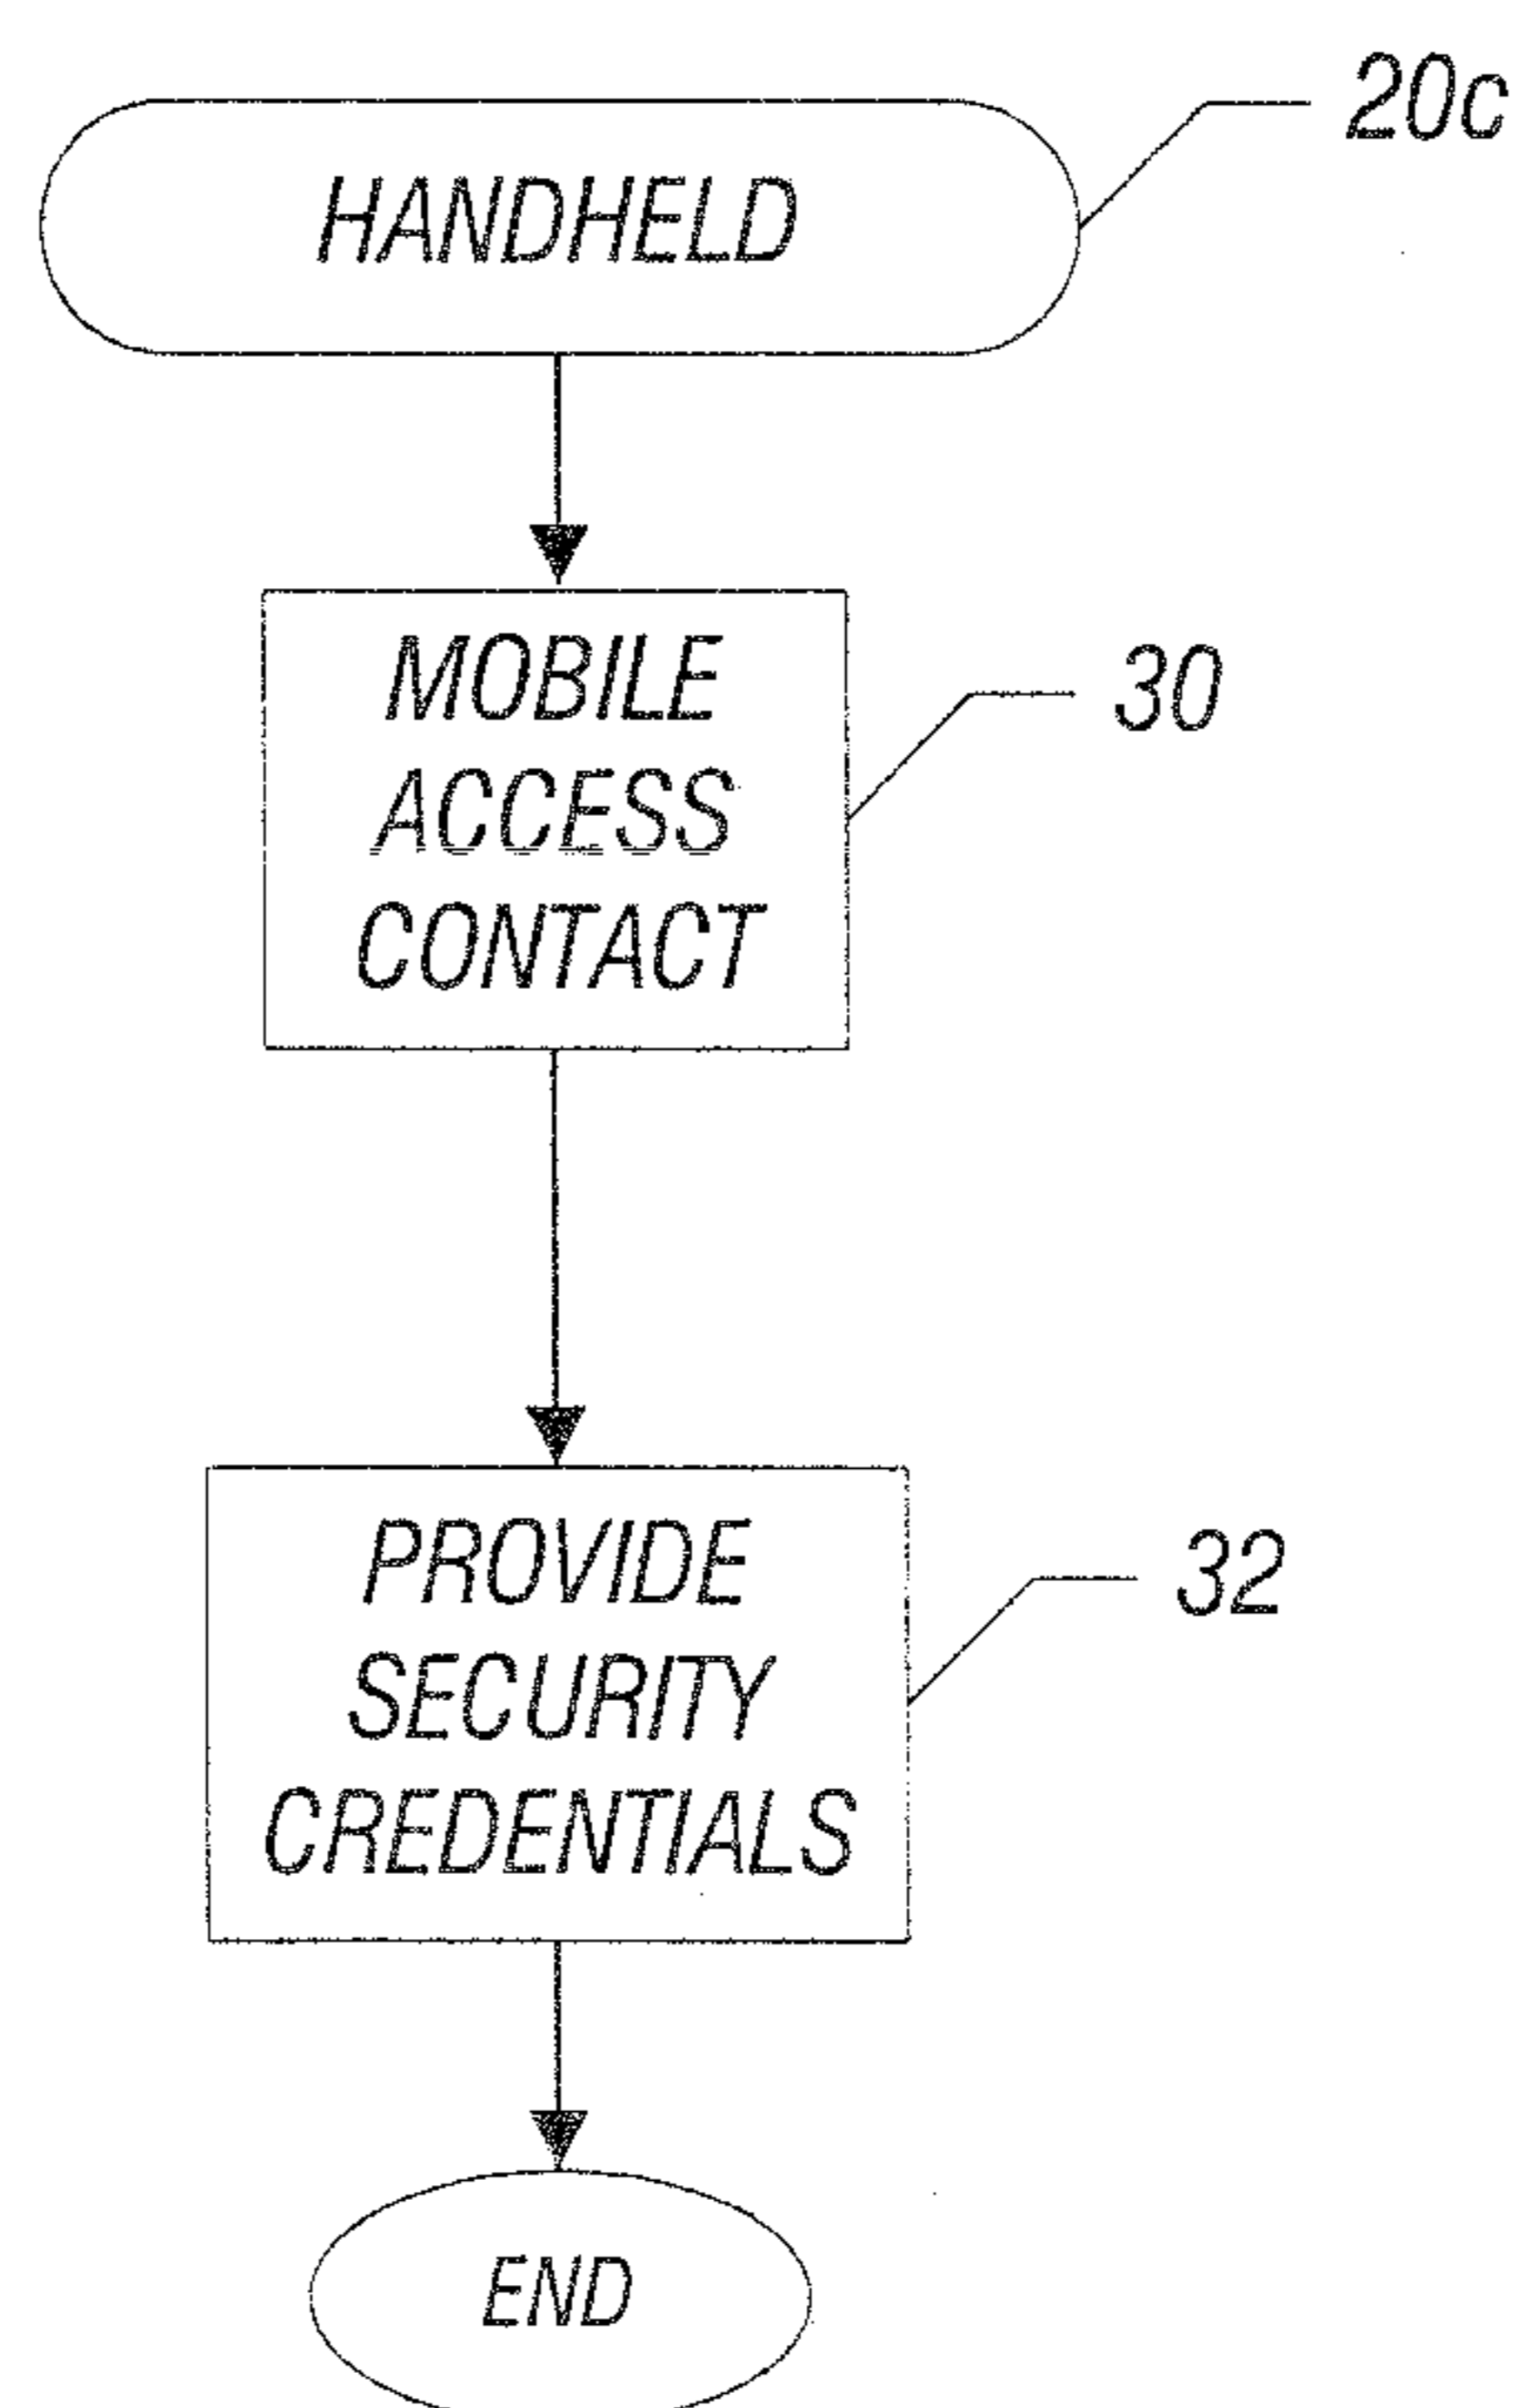 HANDHELD
20c
MOBILE
ACCESS
CONTACT
30
PROVIDE
SECURITY
CREDENTIALS
32
END